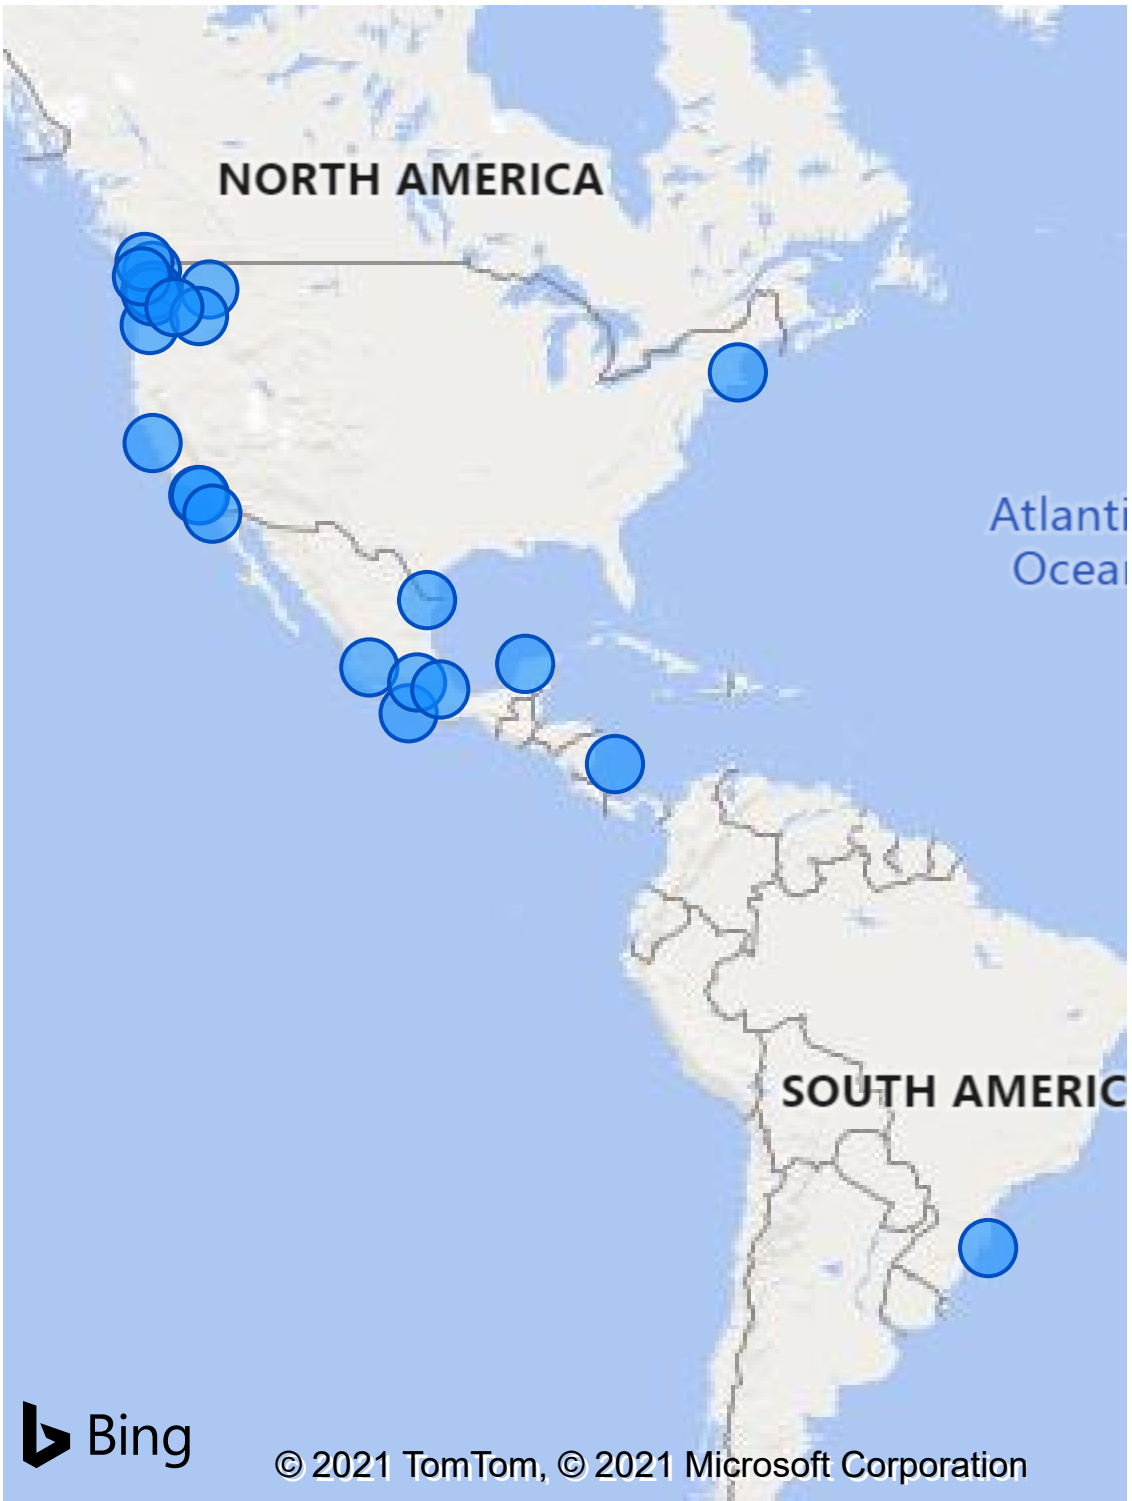 NORTH AMERICA
Atlanti
Ocea
SOUTH AMERIC
Bing
© 2021 TomTom, © 2021 Microsoft Corporation